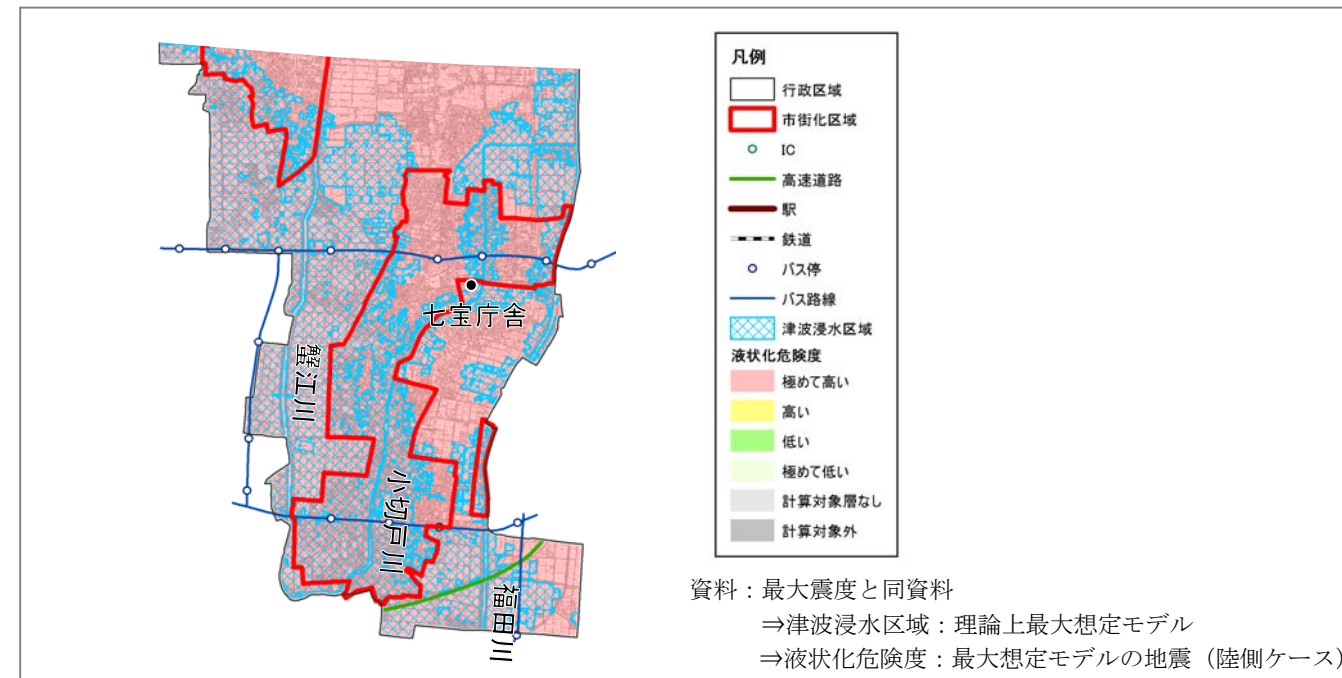 七宝庁舎
蟹江川
小切戸川
福田川
凡例
行政区域
市街化区域
IC
高速道路
駅
鉄道
バス停
バス路線
津波浸水区域
液状化危険度
極めて高い
高い
低い
極めて低い
計算対象層なし
計算対象外
資料：最大震度と同資料
⇒津波浸水区域：理論上最大想定モデル
⇒液状化危険度：最大想定モデルの地震（陸側ケース）